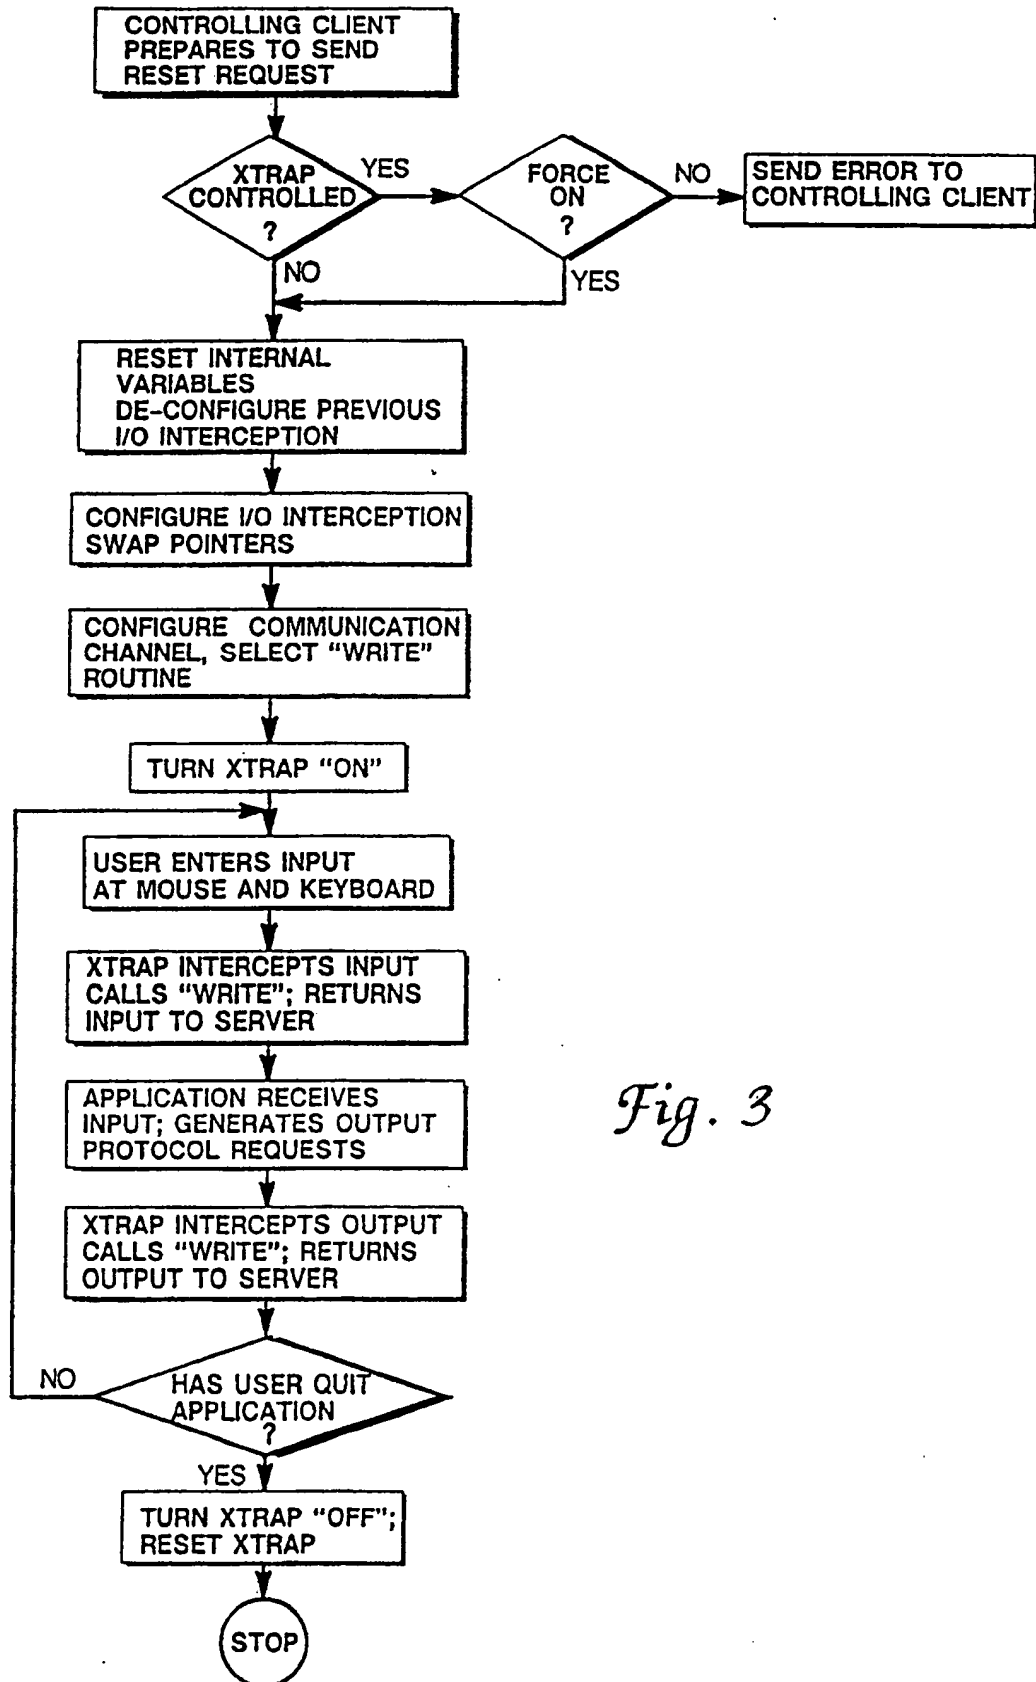 CONTROLLING CLIENT
PREPARES TO SEND
RESET REQUEST
XTRAP
CONTROLLED
?
YES
FORCE
ON
?
NO
SEND ERROR TO
CONTROLLING CLIENT
NO
YES
RESET INTERNAL
VARIABLES
DE-CONFIGURE PREVIOUS
I/O INTERCEPTION
CONFIGURE I/O INTERCEPTION
SWAP POINTERS
CONFIGURE COMMUNICATION
CHANNEL, SELECT "WRITE"
ROUTINE
TURN XTRAP "ON"
USER ENTERS INPUT
AT MOUSE AND KEYBOARD
XTRAP INTERCEPTS INPUT
CALLS "WRITE"; RETURNS
INPUT TO SERVER
APPLICATION RECEIVES
INPUT; GENERATES OUTPUT
PROTOCOL REQUESTS
Fig. 3
XTRAP INTERCEPTS OUTPUT
CALLS "WRITE"; RETURNS
OUTPUT TO SERVER
HAS USER QUIT
APPLICATION
?
NO
YES
TURN XTRAP "OFF";
RESET XTRAP
STOP